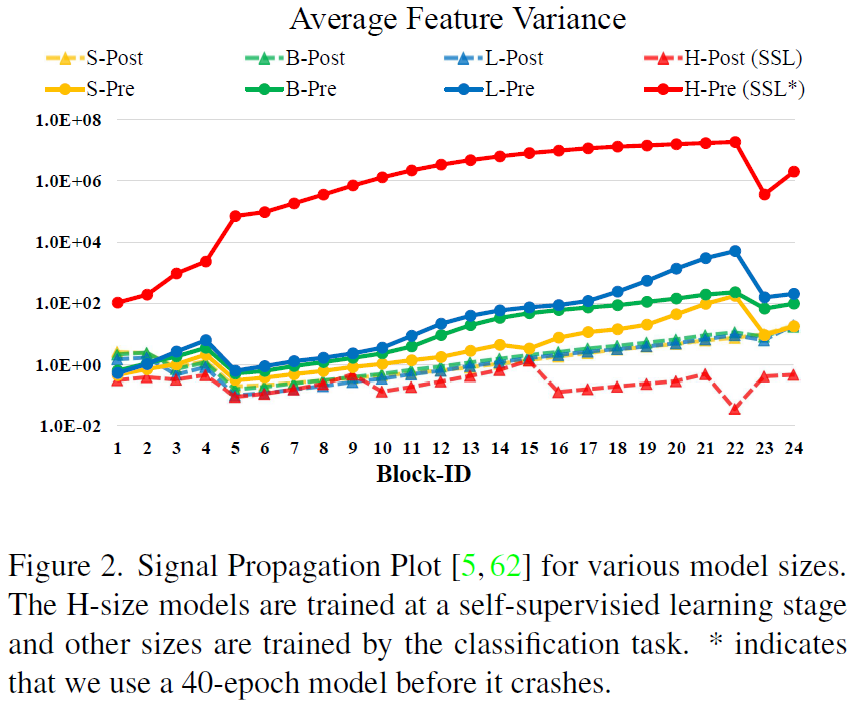 Average Feature Variance
S-Post B-Post L-Post H-Post (SSL)
S-Pre B-Pre L-Pre H-Pre (SSL*)
1.0E+08
1.0E+06
1.0E+04
1.0E+02
1.0E+00
1.0E-02
1 2 3 4 5 6 7 8 9 10 11 12 13 14 15 16 17 18 19 20 21 22 23 24
Block-ID
Figure 2. Signal Propagation Plot [5, 62] for various model sizes.
The H-size models are trained at a self-supervisied learning stage
and other sizes are trained by the classification task. * indicates
that we use a 40-epoch model before it crashes.